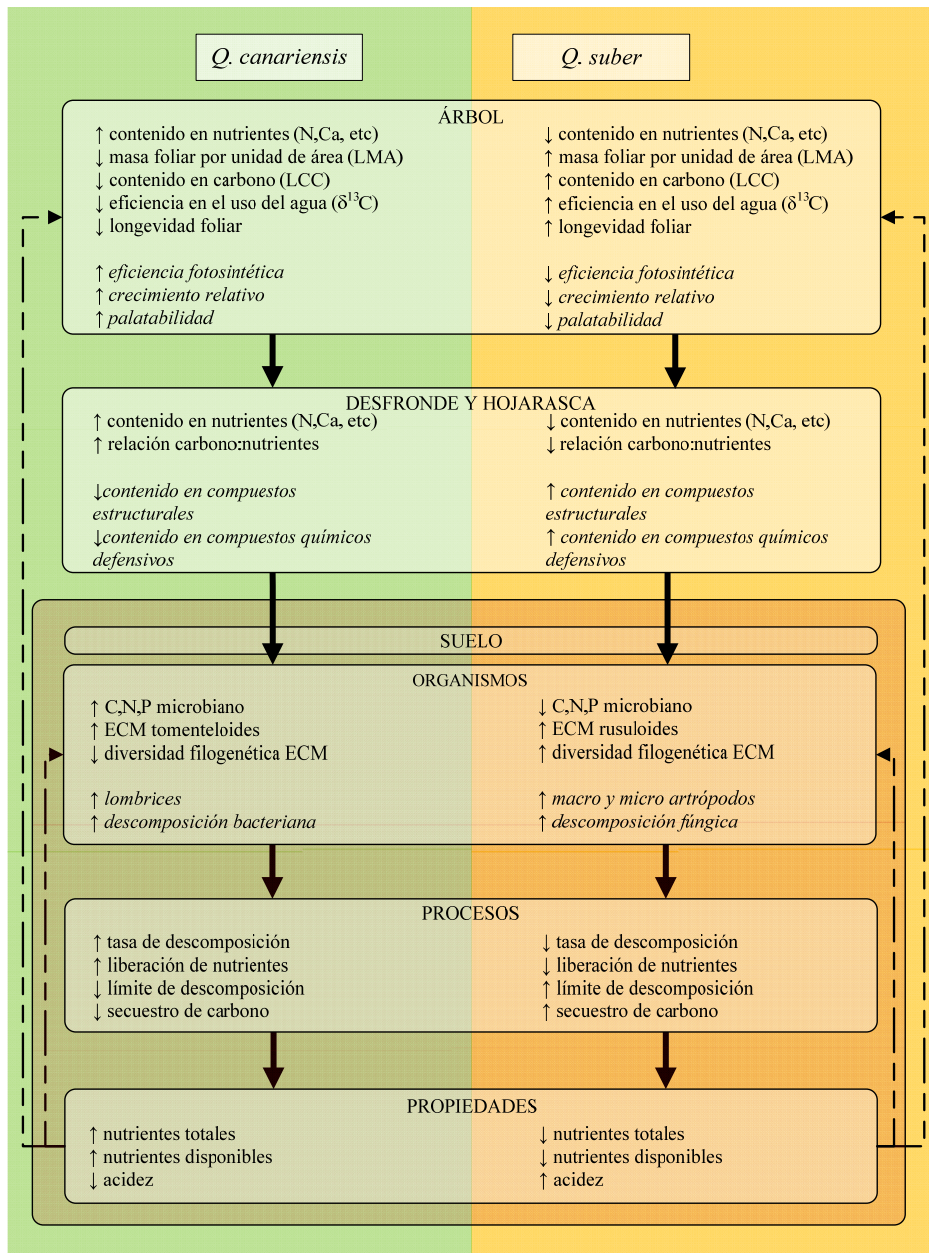 Q. canariensis
Q. suber
ÁRBOL
↑ contenido en nutrientes (N,Ca, etc)
↓ masa foliar por unidad de área (LMA)
↓ contenido en carbono (LCC)
↓ eficiencia en el uso del agua (δ¹³C)
↓ longevidad foliar
↑ eficiencia fotosintética
↑ crecimiento relativo
↑ palatabilidad
↓ contenido en nutrientes (N,Ca, etc)
↑ masa foliar por unidad de área (LMA)
↑ contenido en carbono (LCC)
↑ eficiencia en el uso del agua (δ¹³C)
↑ longevidad foliar
↓ eficiencia fotosintética
↓ crecimiento relativo
↓ palatabilidad
DESFRONDE Y HOJARASCA
↑ contenido en nutrientes (N,Ca, etc)
↑ relación carbono:nutrientes
↓contenido en compuestos
estructurales
↓contenido en compuestos químicos
defensivos
↓ contenido en nutrientes (N,Ca, etc)
↓ relación carbono:nutrientes
↑ contenido en compuestos
estructurales
↑ contenido en compuestos químicos
defensivos
SUELO
ORGANISMOS
↑ C,N,P microbiano
↑ ECM tomenteloides
↓ diversidad filogenética ECM
↑ lombrices
↑ descomposición bacteriana
↓ C,N,P microbiano
↑ ECM rusuloides
↑ diversidad filogenética ECM
↑ macro y micro artrópodos
↑ descomposición fúngica
PROCESOS
↑ tasa de descomposición
↑ liberación de nutrientes
↓ límite de descomposición
↓ secuestro de carbono
↓ tasa de descomposición
↓ liberación de nutrientes
↑ límite de descomposición
↑ secuestro de carbono
PROPIEDADES
↑ nutrientes totales
↑ nutrientes disponibles
↓ acidez
↓ nutrientes totales
↓ nutrientes disponibles
↑ acidez